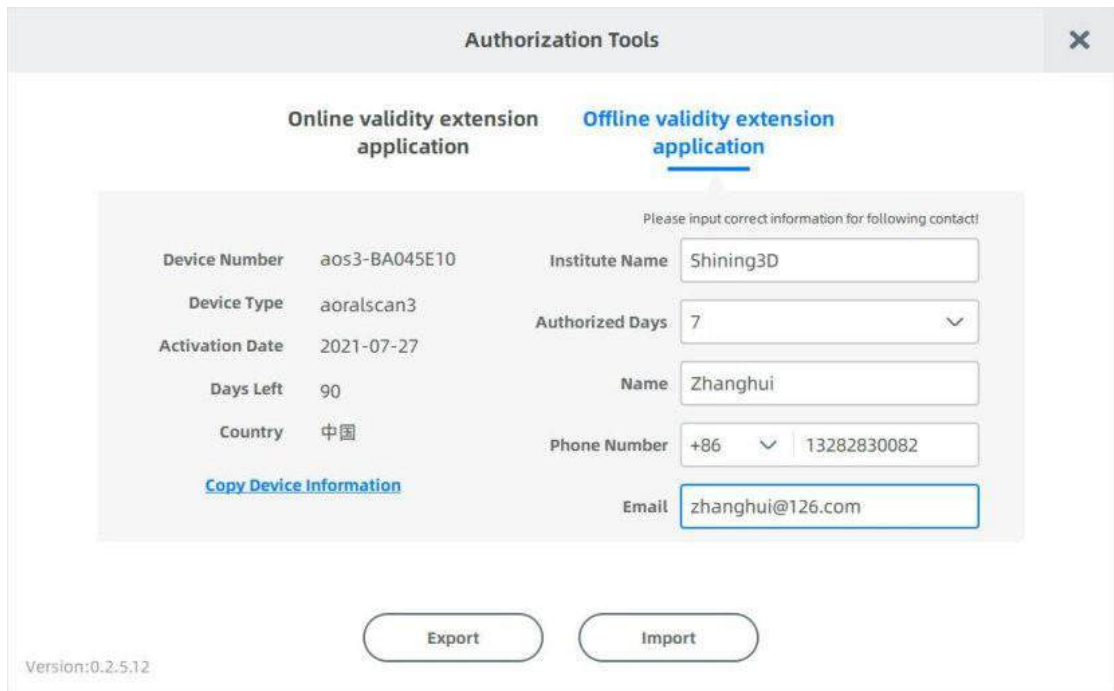 Authorization Tools
Online validity extension
application
Offline validity extension
application
Please input correct information for following contact!
Device Number aos3-BA045E10
Device Type aoralscan3
Activation Date 2021-07-27
Days Left 90
Country 中国
Copy Device Information
Institute Name Shining3D
Authorized Days 7
Name Zhanghui
Phone Number +86 13282830082
Email zhanghui@126.com
Export
Import
Version:0.2.5.12